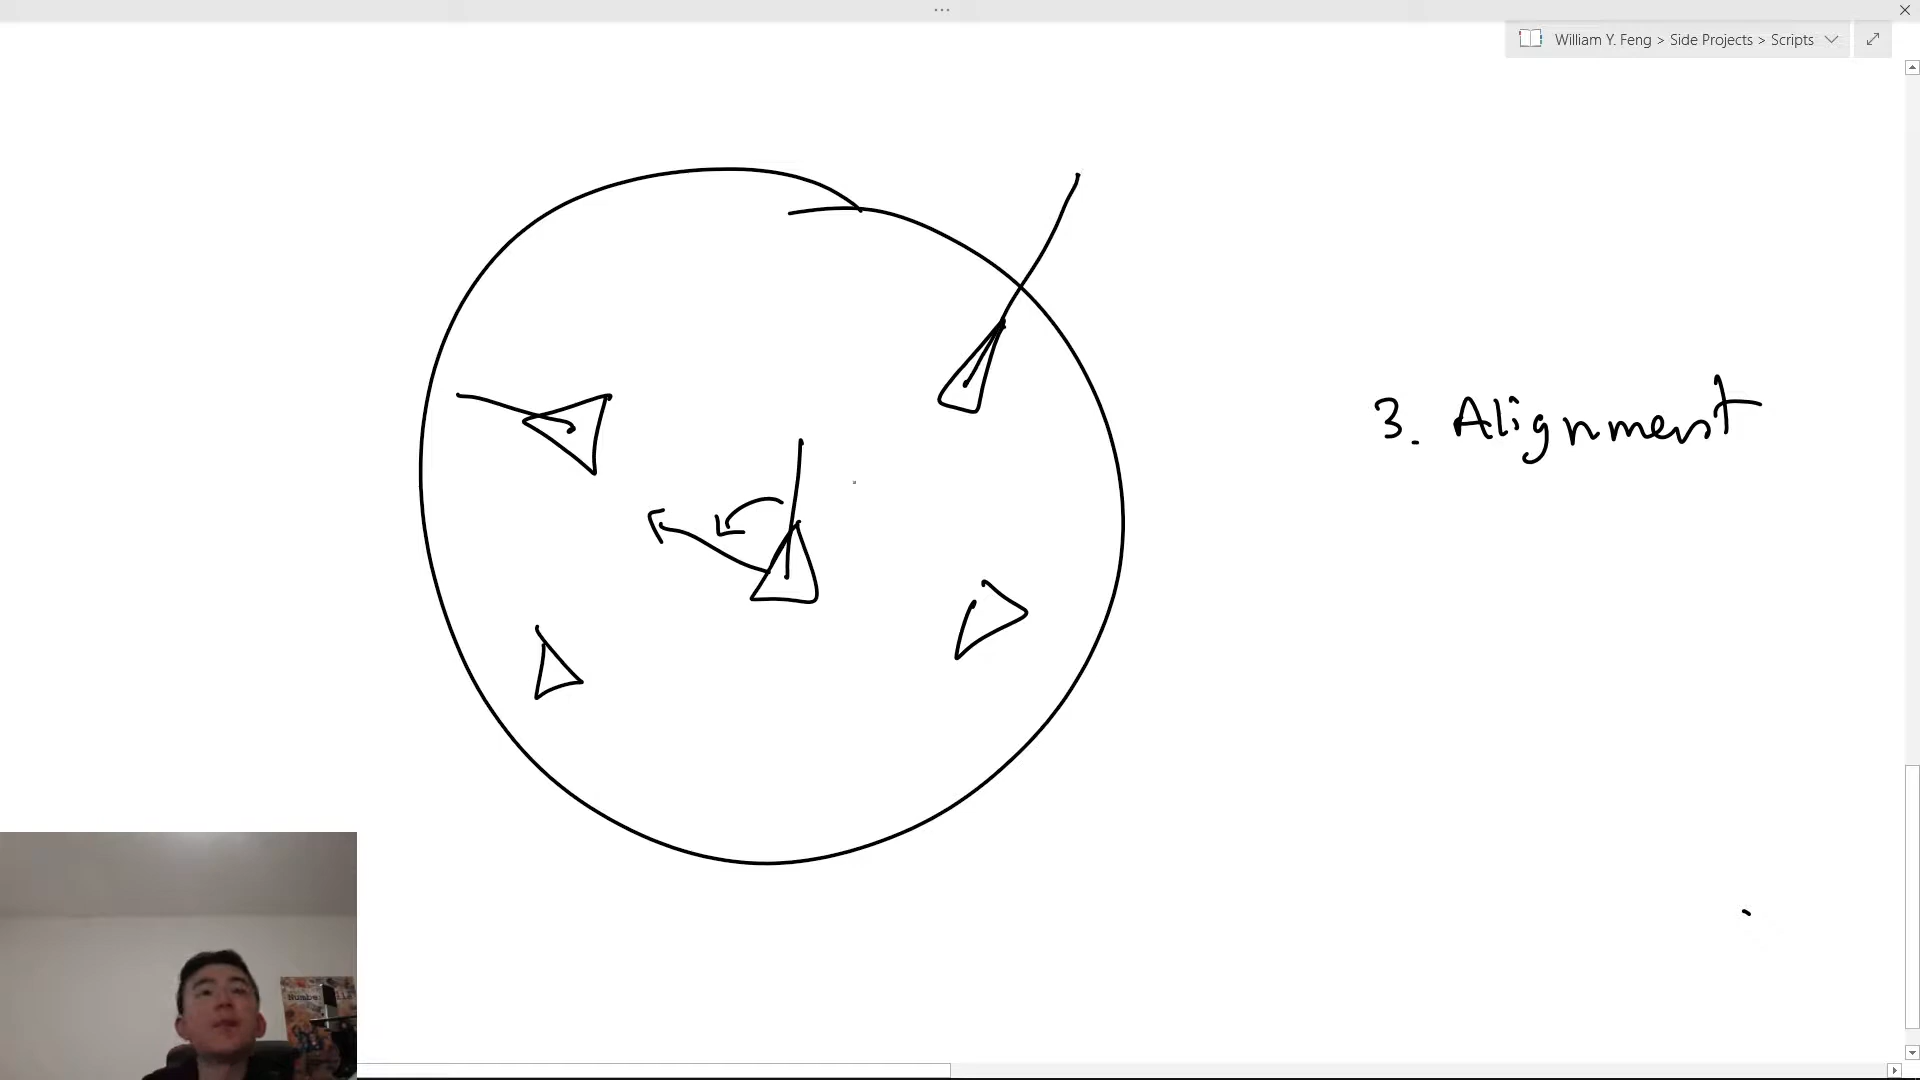 ...
William Y. Feng > Side Projects > Scripts
3. Alignment